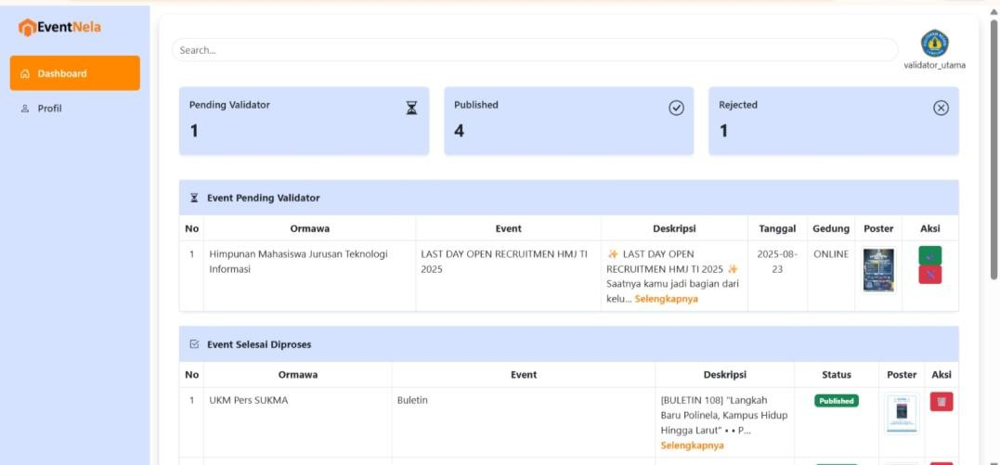 EventNela
Search...
validator_utama
Dashboard
Profil
Pending Validator
1
Published
4
Rejected
1
Event Pending Validator
No Ormawa Event Deskripsi Tanggal Gedung Poster Aksi
1 Himpunan Mahasiswa Jurusan Teknologi
Informasi
LAST DAY OPEN RECRUITMEN HMJ TI
2025
✨ LAST DAY OPEN
RECRUITMEN HMJ TI 2025 ✨
Saatnya kamu jadi bagian dari
kelu... Selengkapnya
2025-08-
23
ONLINE
Event Selesai Diproses
No Ormawa Event Deskripsi Status Poster Aksi
1 UKM Pers SUKMA
Buletin
[BULETIN 108] "Langkah
Baru Polinela, Kampus Hidup
Hingga Larut" • • P...
Selengkapnya
Published